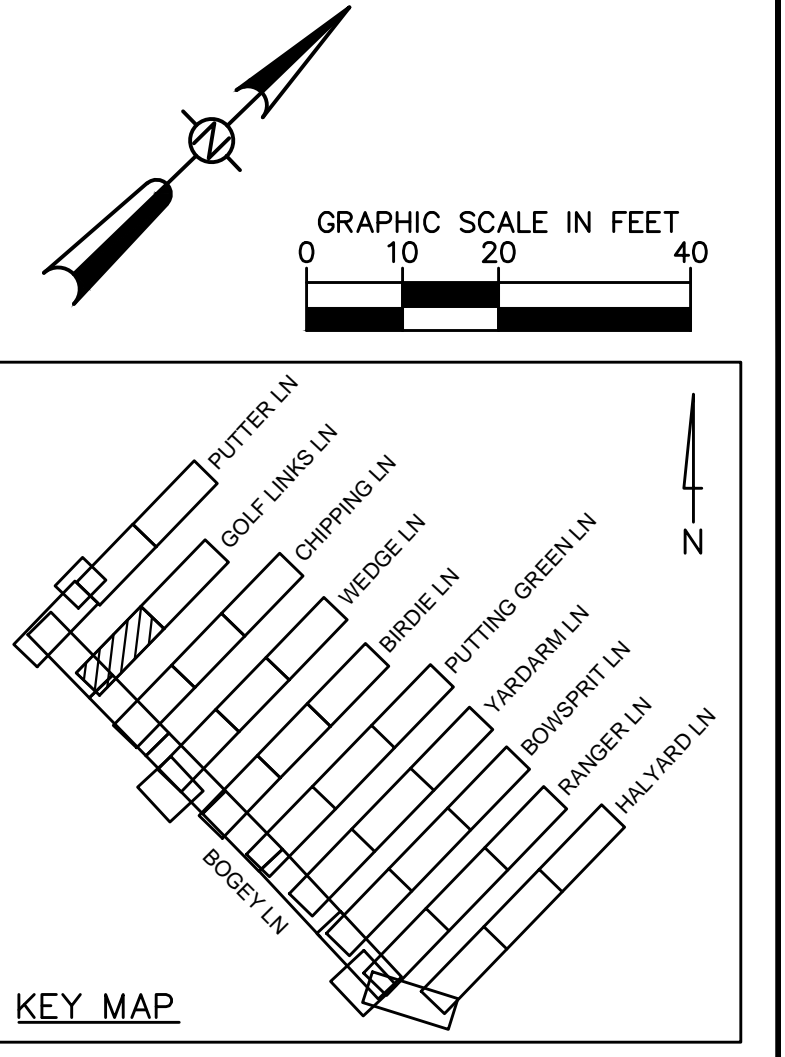 N
GRAPHIC SCALE IN FEET
0 10 20 40
PUTTER LN
GOLF LINKS LN
CHIPPING LN
WEDGE LN
BIRDIE LN
PUTTING GREEN LN
YARDARM LN
BOWSPRIT LN
RANGER LN
HALYARD LN
N
BOGEY LN
KEY MAP